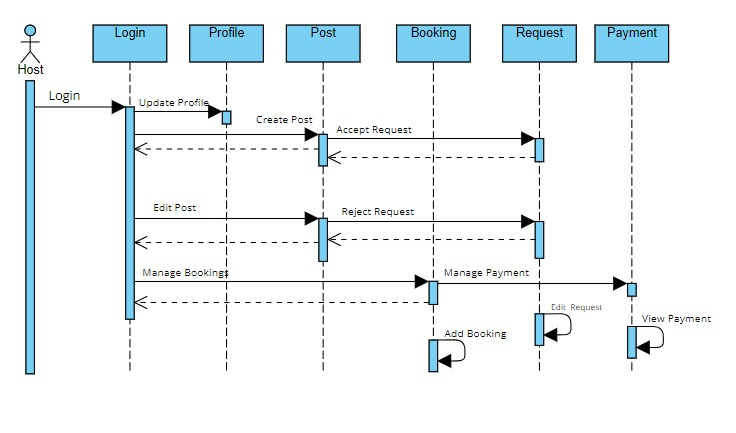 Login
Profile
Post
Booking
Request
Payment
Host
Login
Update Profile
Create Post
Accept Request
Edit Post
Reject Request
Manage Bookings
Manage Payment
Edit Request
View Payment
Add Booking